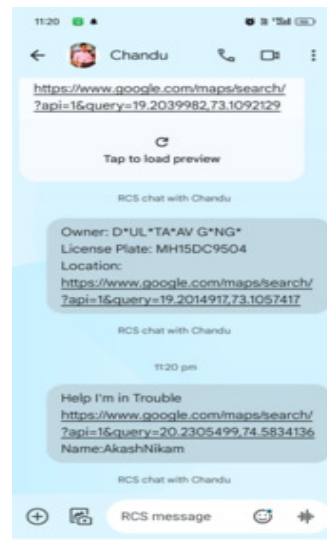 11:20
Chandu
https://www.google.com/maps/search/
?api=1&query=19.2039982,73.1092129
Tap to load preview
RCS chat with Chandu
Owner: D*UL*TA*AV G*NG*
License Plate: MH15DC9504
Location:
https://www.google.com/maps/search/
?api=1&query=19.2014917,73.1057417
RCS chat with Chandu
11:20 pm
Help I'm in Trouble
https://www.google.com/maps/search/
?api=1&query=20.2305499,74.5834136
Name:AkashNikam
RCS chat with Chandu
RCS message